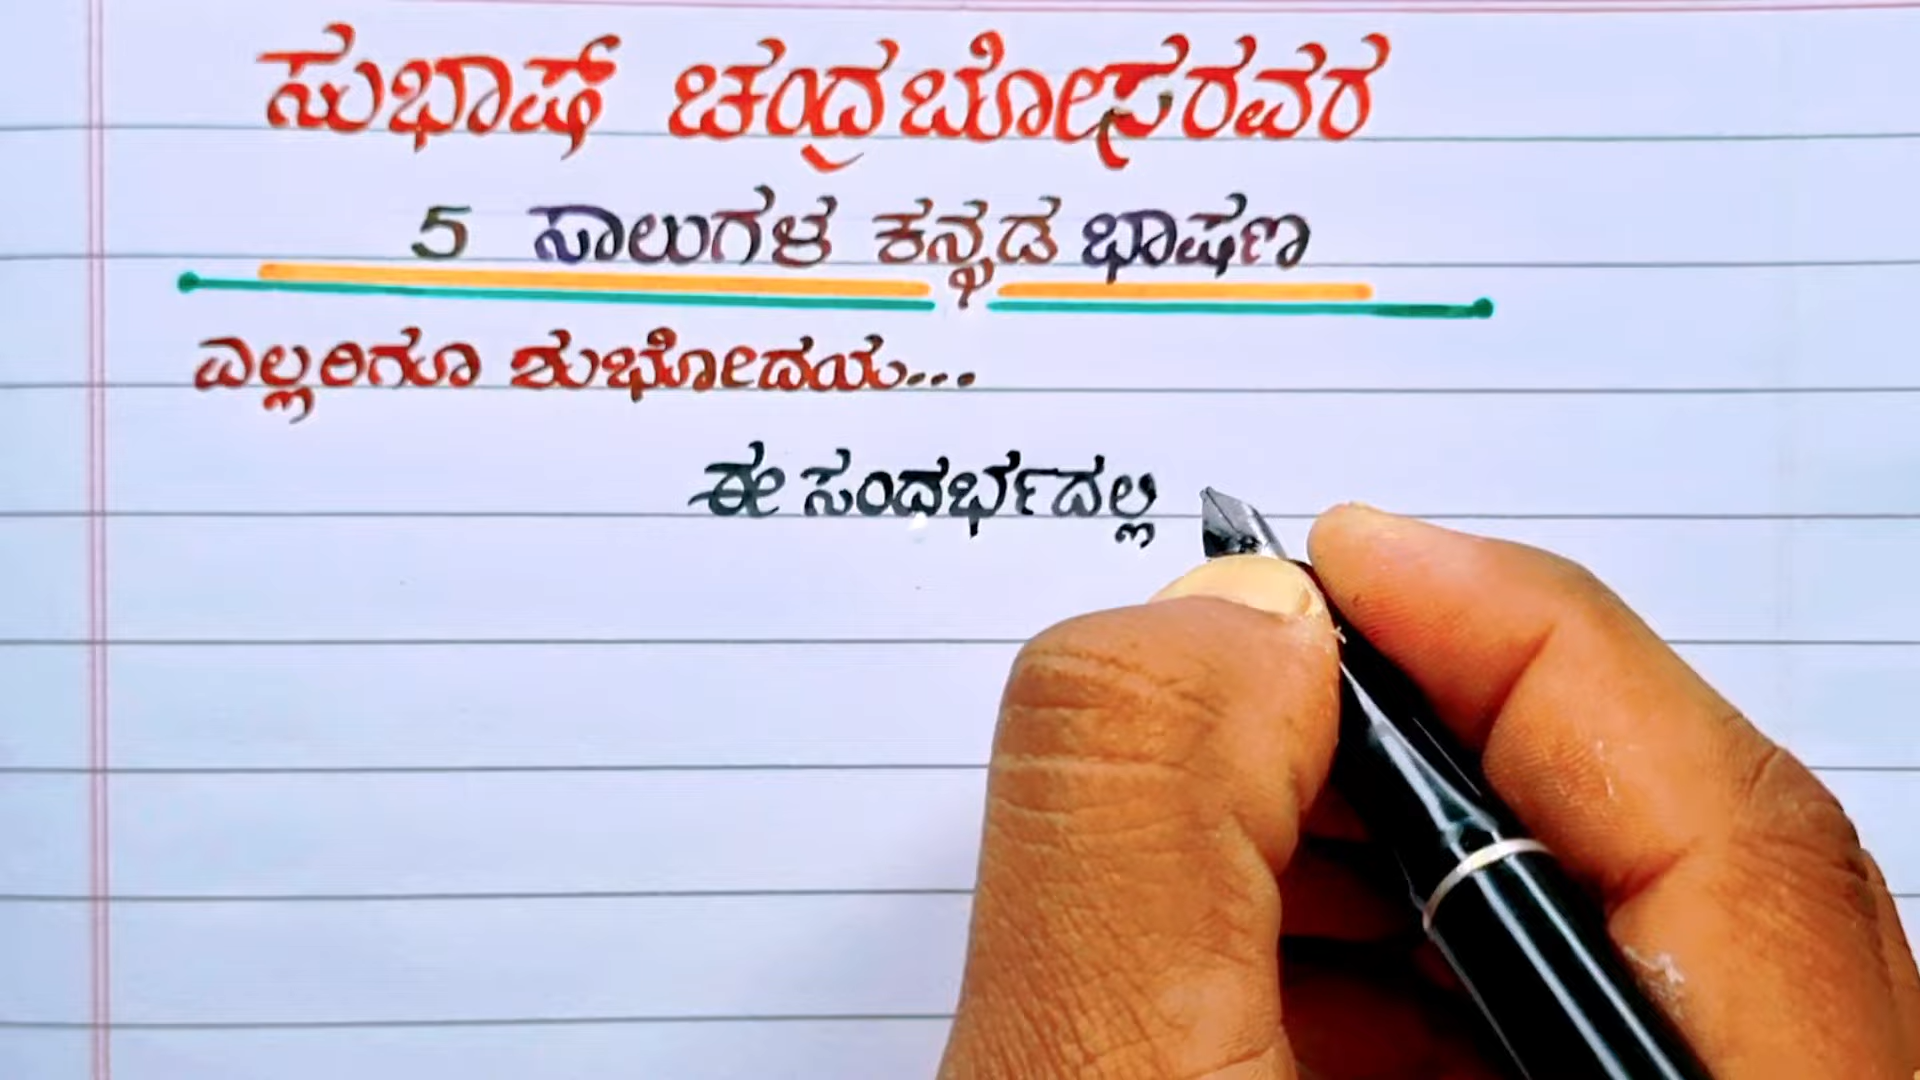 ಸುಭಾಷ್ ಚಂದ್ರಬೋಸರವರ
5 ಸಾಲುಗಳ ಕನ್ನಡ ಭಾಷಣ
ಎಲ್ಲರಿಗೂ ಶುಭೋದಯ...
ಈ ಸಂದರ್ಭದಲ್ಲಿ